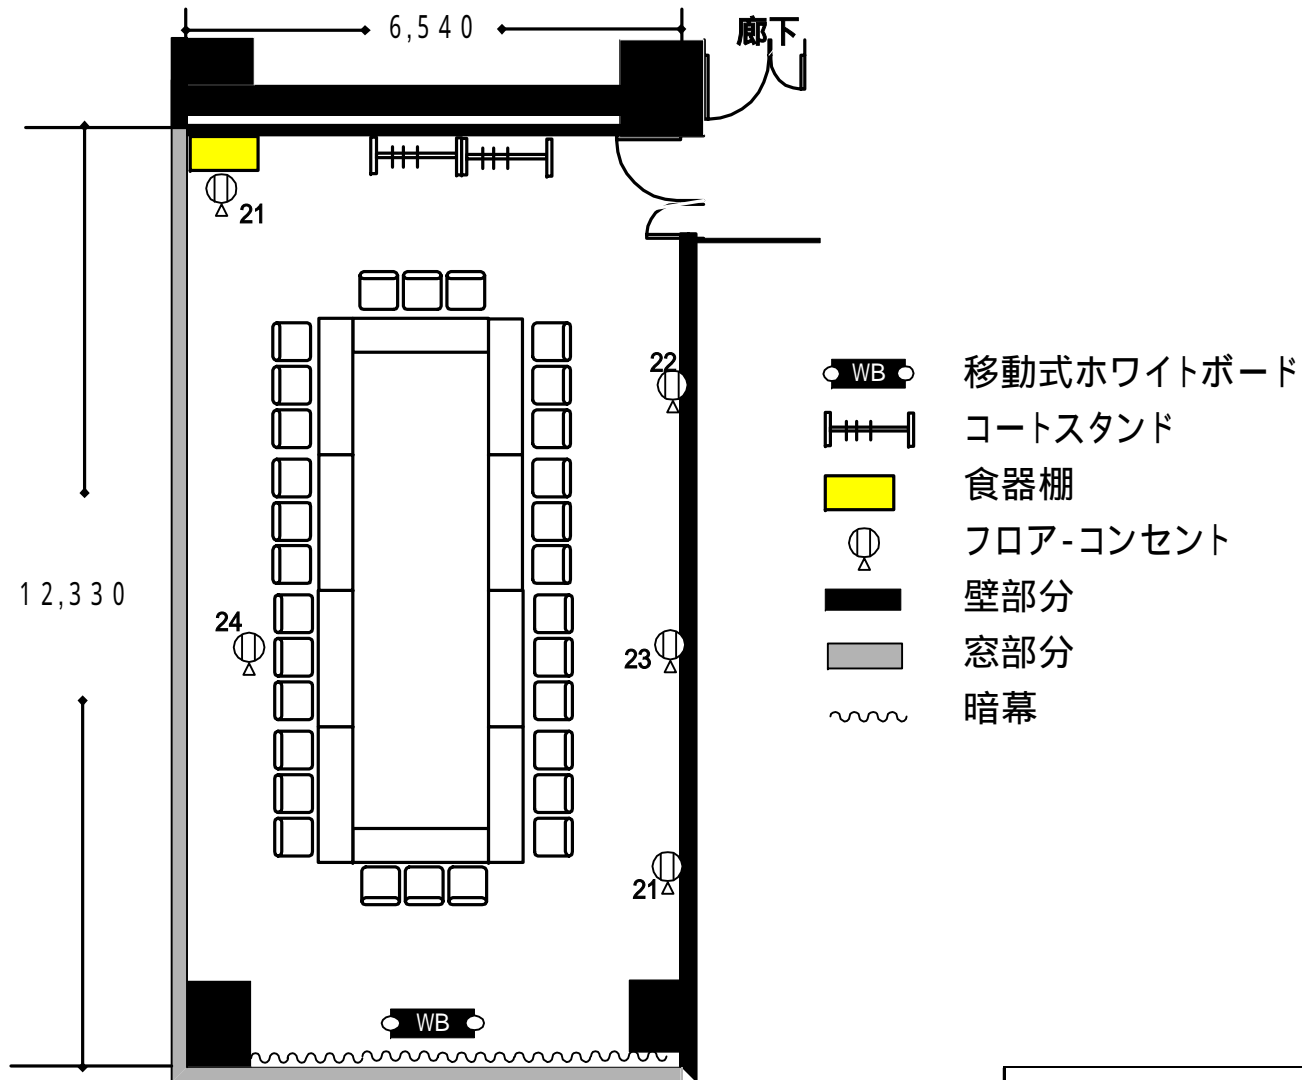 6,540
廊下
21
22
WB 移動式ホワイトボード
コートスタンド
食器棚
フロア-コンセント
12,330
壁部分
24
23
窓部分
暗幕
21
WB